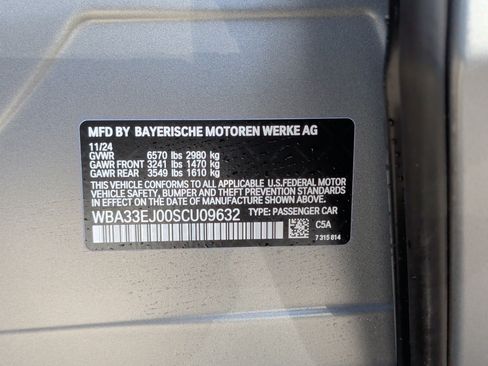 MFD BY BAYERISCHE MOTOREN WERKE AG
11/24
GVWR 6570 lbs 2980 kg
GAWR FRONT 3241 lbs 1470 kg
GAWR REAR 3549 lbs 1610 kg
THIS VEHICLE CONFORMS TO ALL APPLICABLE U.S.FEDERAL MOTOR
VEHICLE SAFETY, BUMPER AND THEFT PREVENTION STANDARDS
IN EFFECT ON THE DATE OF MANUFACTURE SHOWN ABOVE.
WBA33EJ00SCU09632 TYPE: PASSENGER CAR
C5A
7 315 814